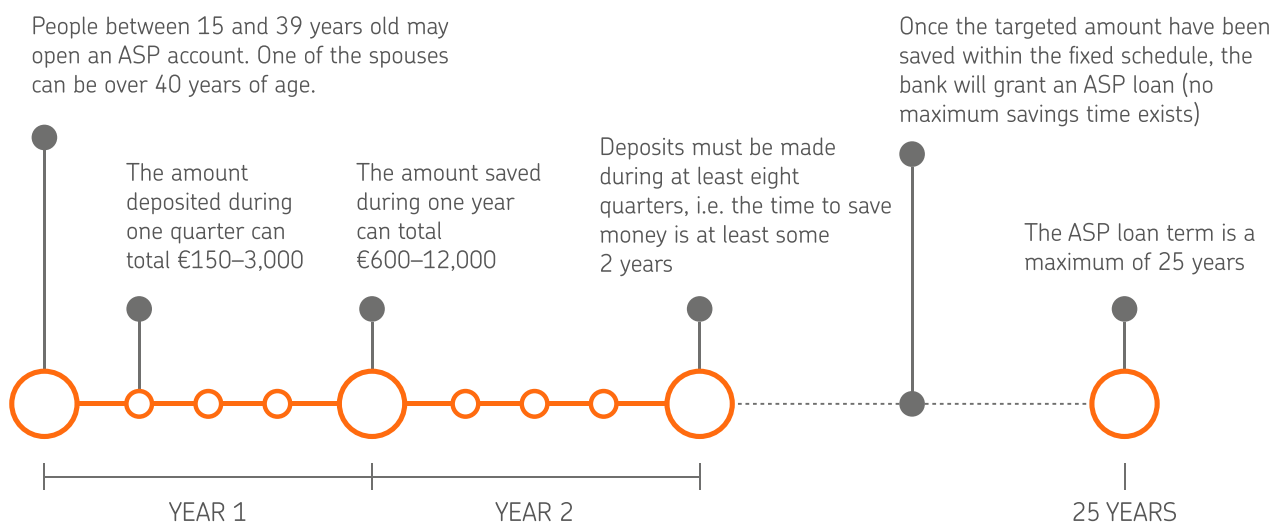 People between 15 and 39 years old may
open an ASP account. One of the spouses
can be over 40 years of age.
The amount
deposited during
one quarter can
total €150–3,000
The amount saved
during one year
can total
€600–12,000
Deposits must be made
during at least eight
quarters, i.e. the time to save
money is at least some
2 years
Once the targeted amount have been
saved within the fixed schedule, the
bank will grant an ASP loan (no
maximum savings time exists)
The ASP loan term is a
maximum of 25 years
YEAR 1
YEAR 2
25 YEARS